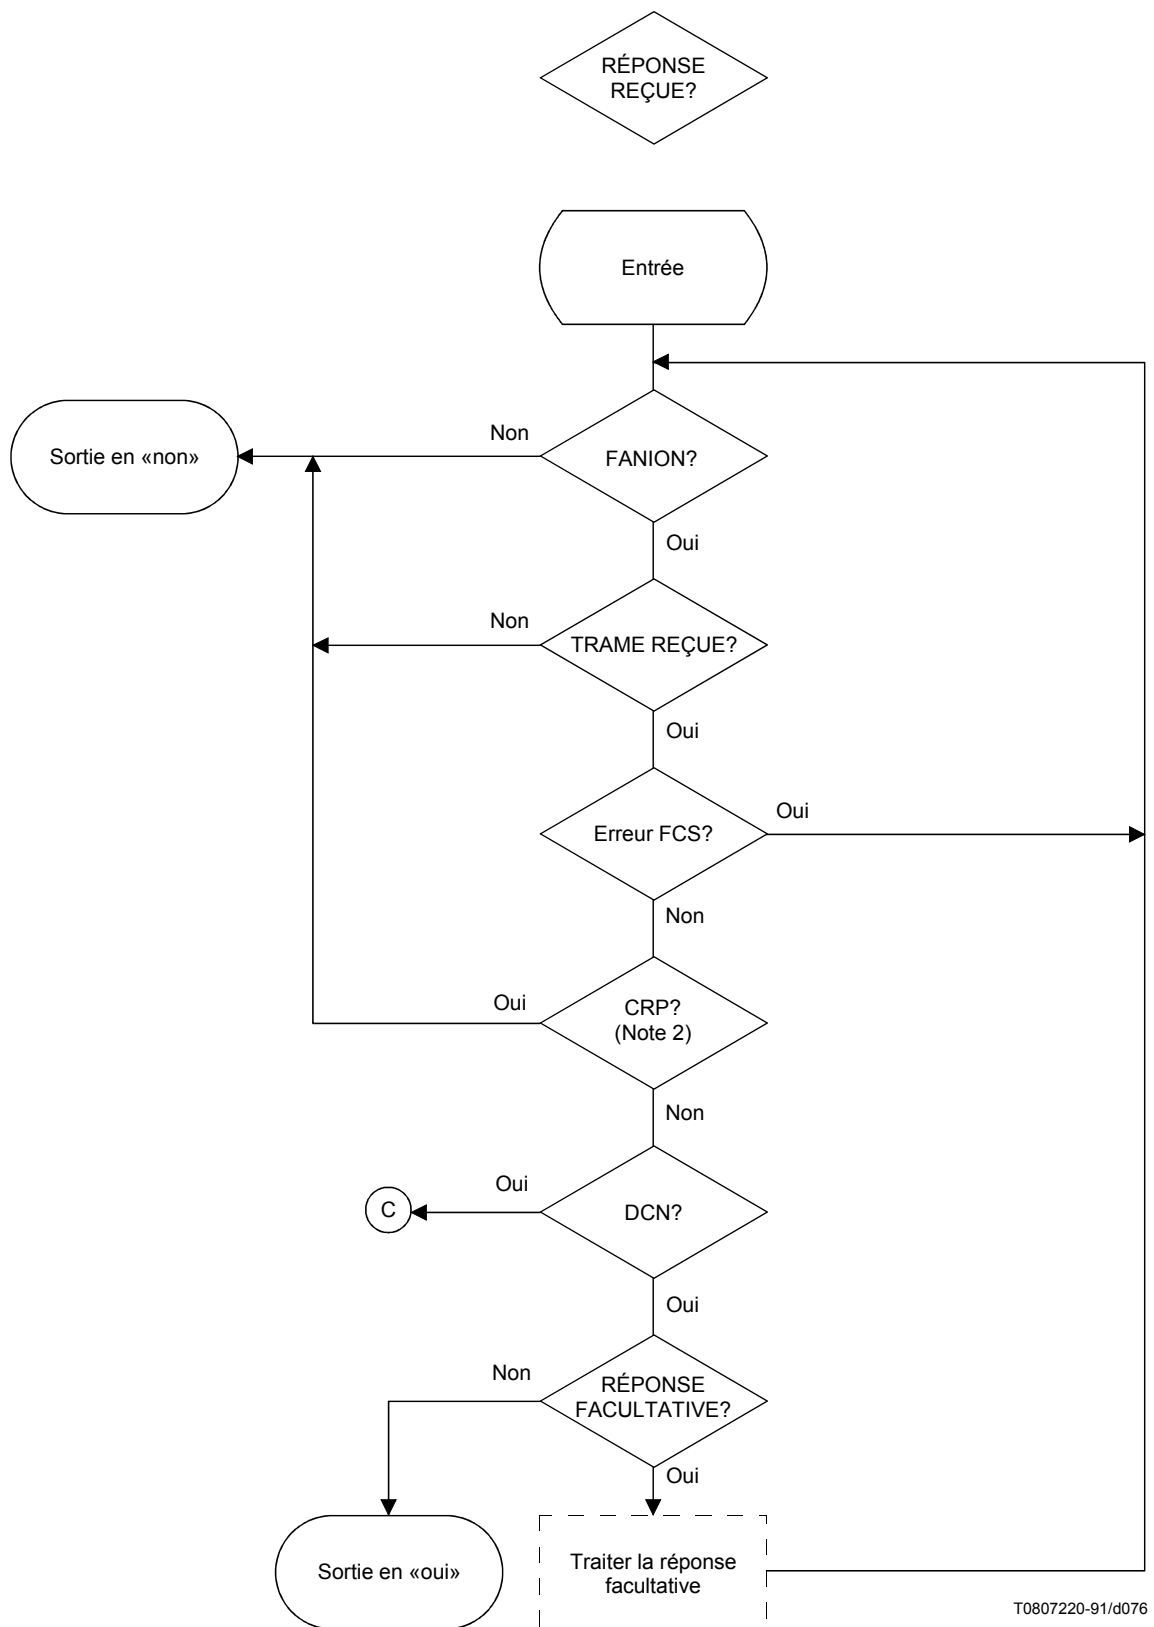 RÉPONSE
REÇUE?
Entrée
Non
Sortie en «non»
FANION?
Oui
Non
TRAME REÇUE?
Oui
Oui
Erreur FCS?
Non
Oui
CRP?
(Note 2)
Non
Oui
C
DCN?
Oui
Non
RÉPONSE
FACULTATIVE?
Oui
Sortie en «oui»
Traiter la réponse
facultative
T0807220-91/d076